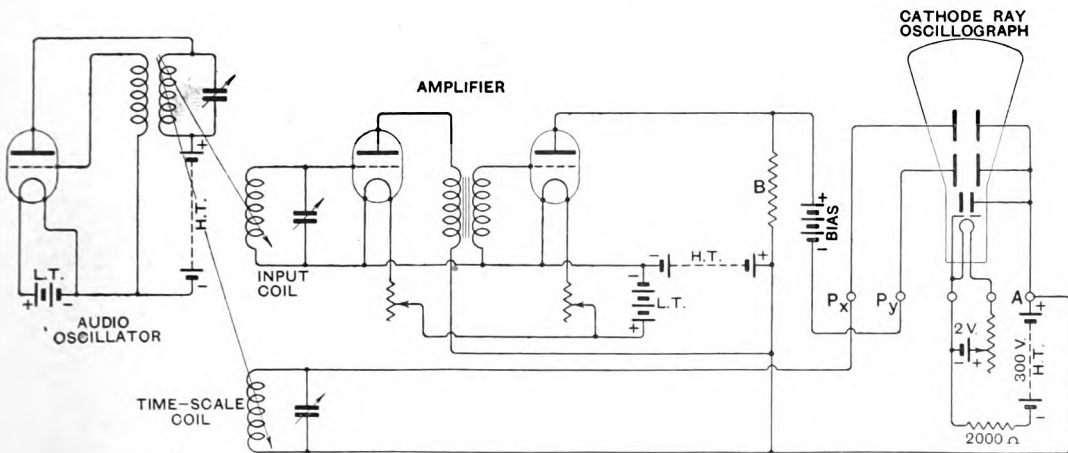 CATHODE RAY
OSCILLOGRAPH
AMPLIFIER
+
H.T.
-
L.T.
+ -
AUDIO
OSCILLATOR
INPUT
COIL
B
- H.T. +
-
L.T.
+
+
BIAS
-
Px
Py
A
+
2 V.
- +
300 V.
H.T.
-
2000 Ω
TIME-SCALE
COIL